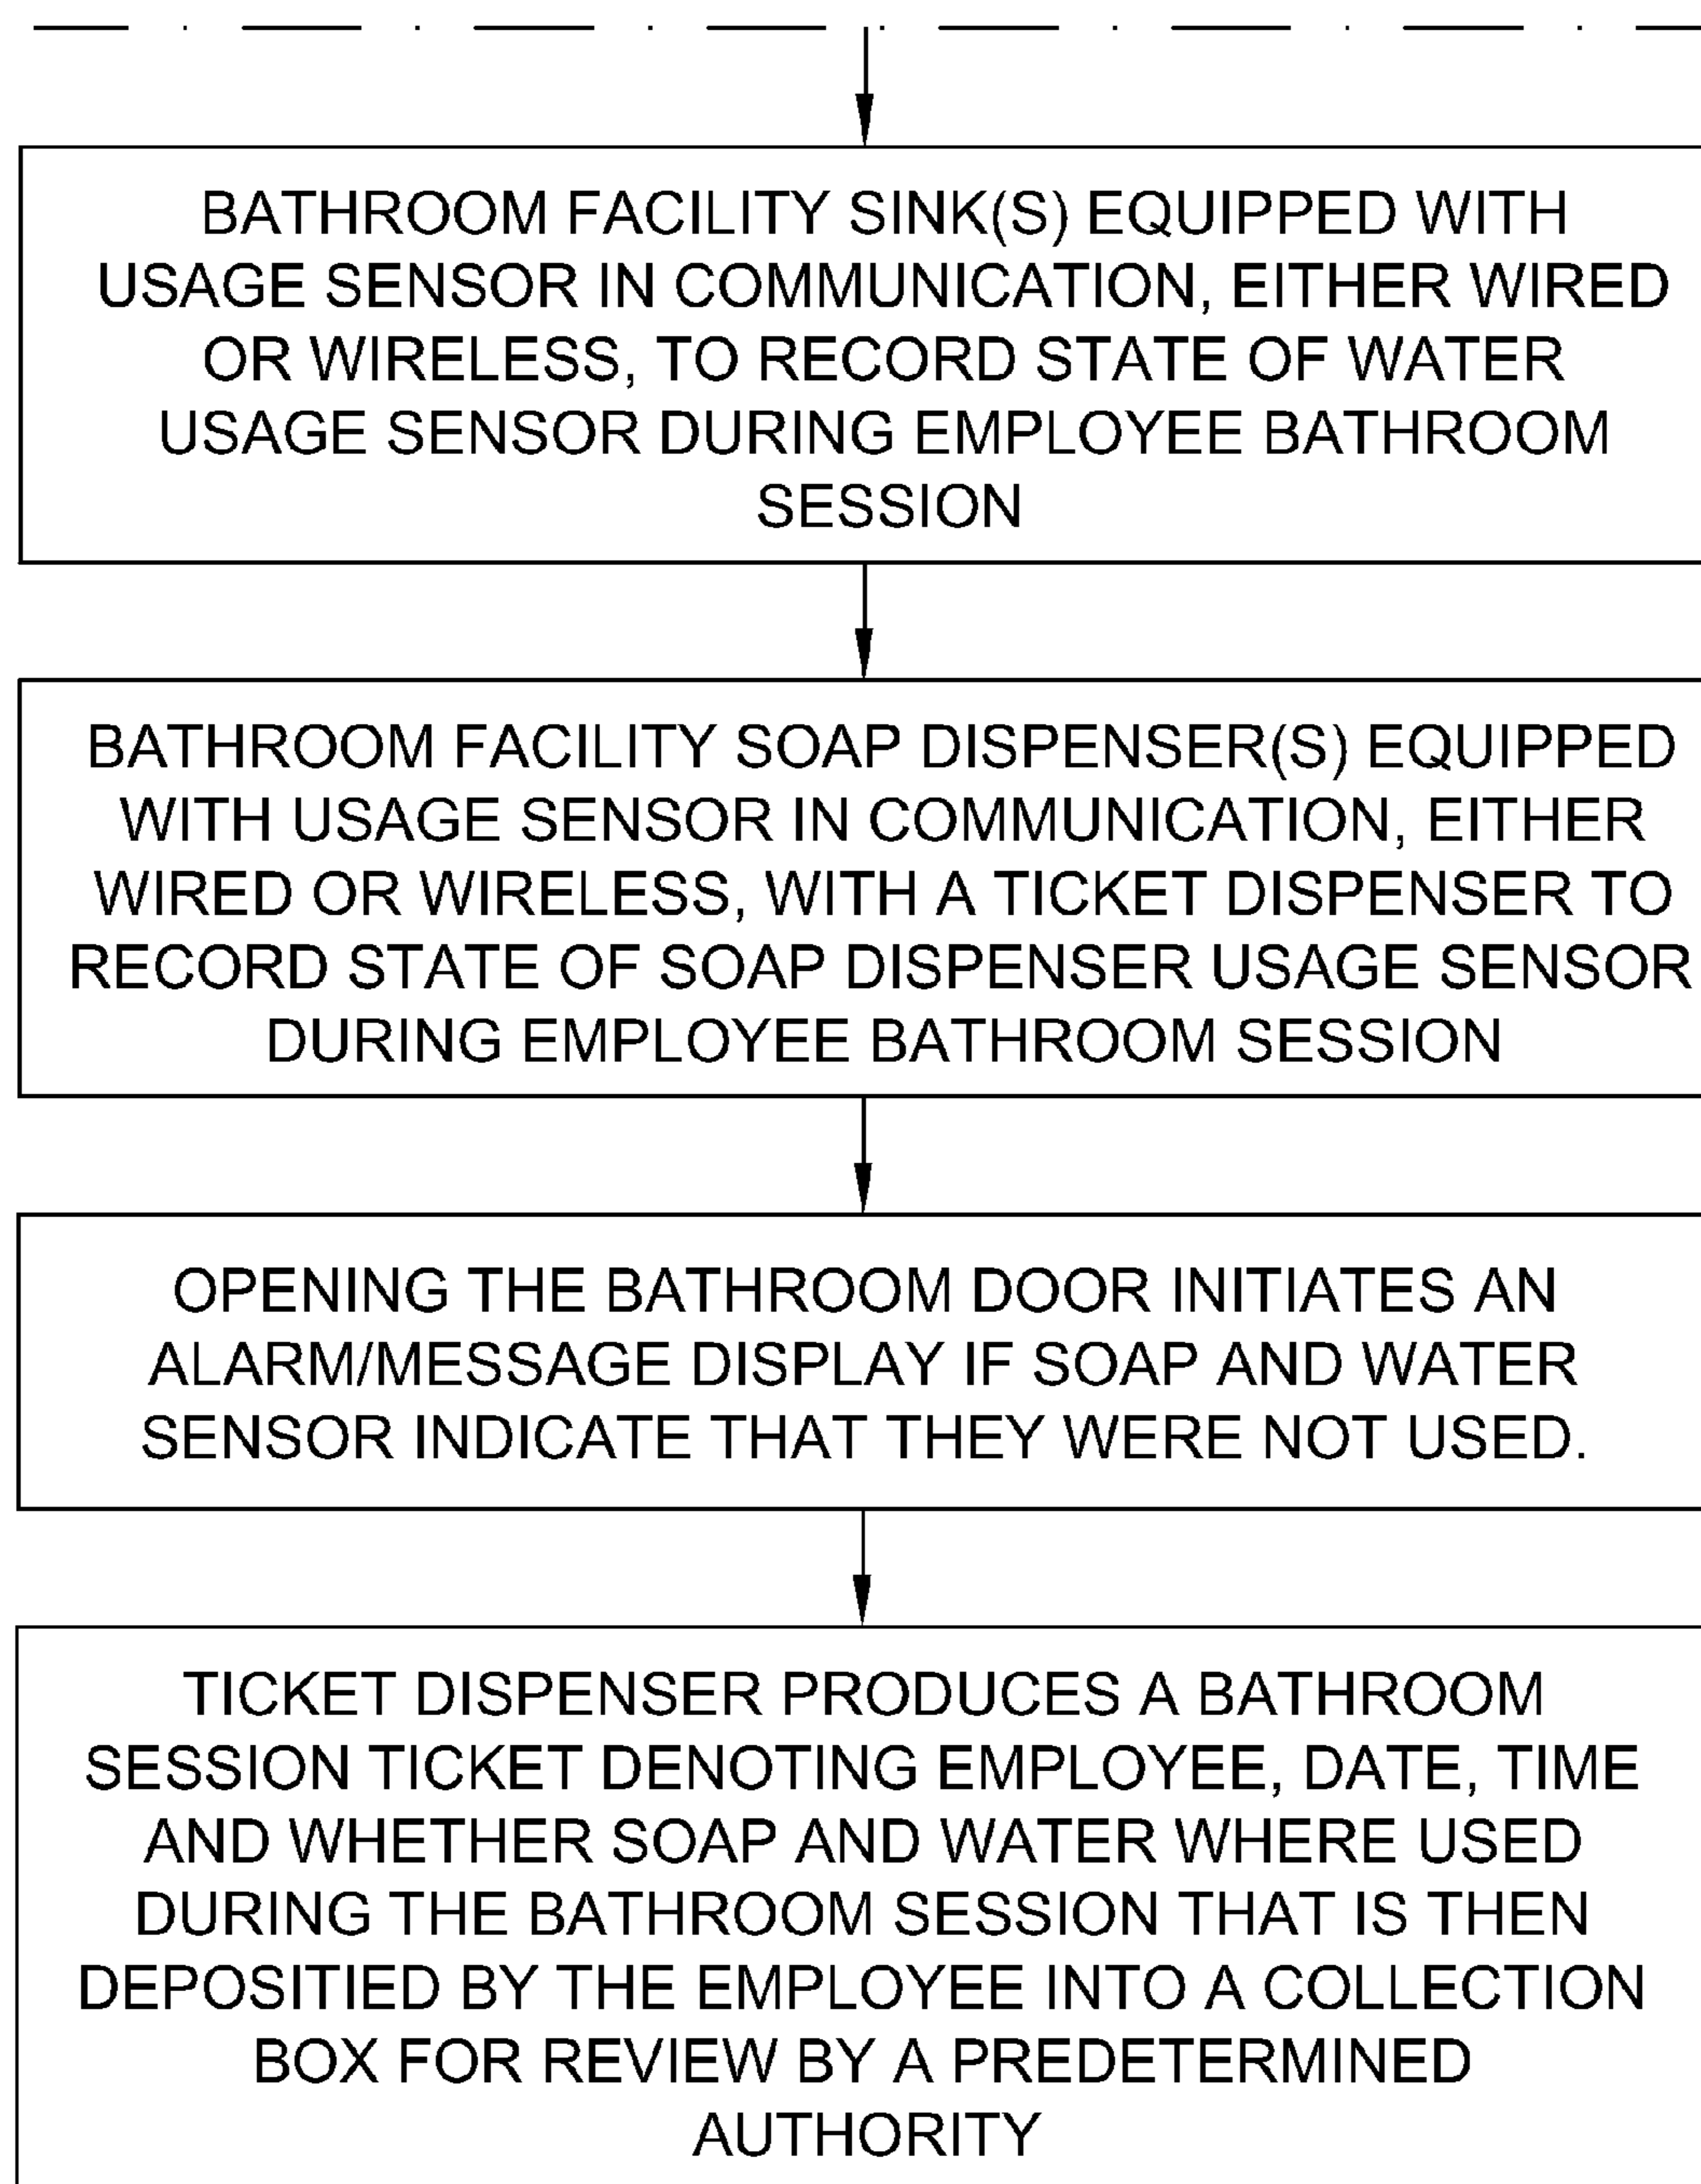 BATHROOM FACILITY SINK(S) EQUIPPED WITH
USAGE SENSOR IN COMMUNICATION, EITHER WIRED
OR WIRELESS, TO RECORD STATE OF WATER
USAGE SENSOR DURING EMPLOYEE BATHROOM
SESSION
BATHROOM FACILITY SOAP DISPENSER(S) EQUIPPED
WITH USAGE SENSOR IN COMMUNICATION, EITHER
WIRED OR WIRELESS, WITH A TICKET DISPENSER TO
RECORD STATE OF SOAP DISPENSER USAGE SENSOR
DURING EMPLOYEE BATHROOM SESSION
OPENING THE BATHROOM DOOR INITIATES AN
ALARM/MESSAGE DISPLAY IF SOAP AND WATER
SENSOR INDICATE THAT THEY WERE NOT USED.
TICKET DISPENSER PRODUCES A BATHROOM
SESSION TICKET DENOTING EMPLOYEE, DATE, TIME
AND WHETHER SOAP AND WATER WHERE USED
DURING THE BATHROOM SESSION THAT IS THEN
DEPOSITIED BY THE EMPLOYEE INTO A COLLECTION
BOX FOR REVIEW BY A PREDETERMINED
AUTHORITY